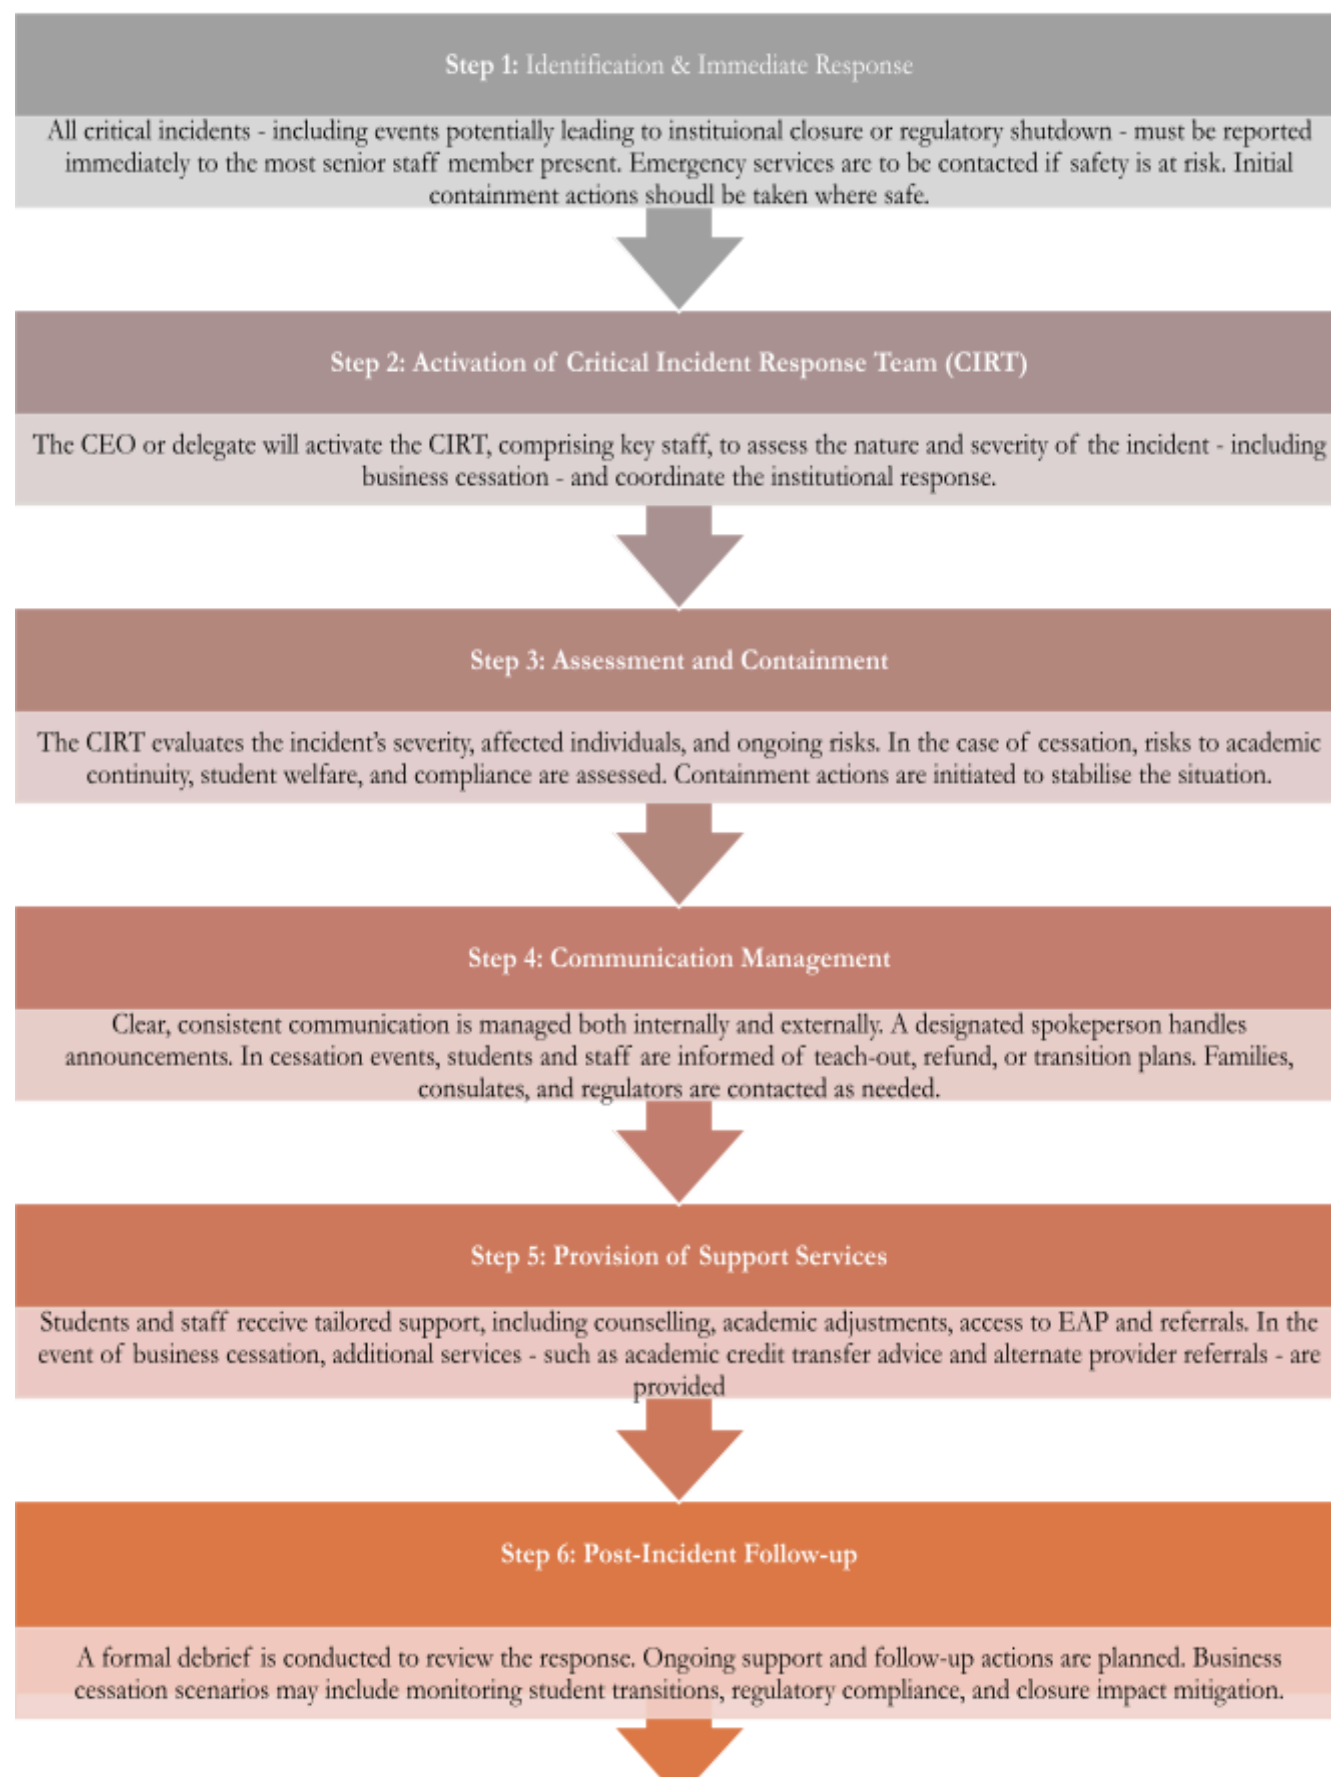 Step 1: Identification & Immediate Response
All critical incidents - including events potentially leading to instituional closure or regulatory shutdown - must be reported
immediately to the most senior staff member present. Emergency services are to be contacted if safety is at risk. Initial
containment actions shoudl be taken where safe.
Step 2: Activation of Critical Incident Response Team (CIRT)
The CEO or delegate will activate the CIRT, comprising key staff, to assess the nature and severity of the incident - including
business cessation - and coordinate the institutional response.
Step 3: Assessment and Containment
The CIRT evaluates the incident's severity, affected individuals, and ongoing risks. In the case of cessation, risks to academic
continuity, student welfare, and compliance are assessed. Containment actions are initiated to stabilise the situation.
Step 4: Communication Management
Clear, consistent communication is managed both internally and externally. A designated spokeperson handles
announcements. In cessation events, students and staff are informed of teach-out, refund, or transition plans. Families,
consulates, and regulators are contacted as needed.
Step 5: Provision of Support Services
Students and staff receive tailored support, including counselling, academic adjustments, access to EAP and referrals. In the
event of business cessation, additional services - such as academic credit transfer advice and alternate provider referrals - are
provided
Step 6: Post-Incident Follow-up
A formal debrief is conducted to review the response. Ongoing support and follow-up actions are planned. Business
cessation scenarios may include monitoring student transitions, regulatory compliance, and closure impact mitigation.